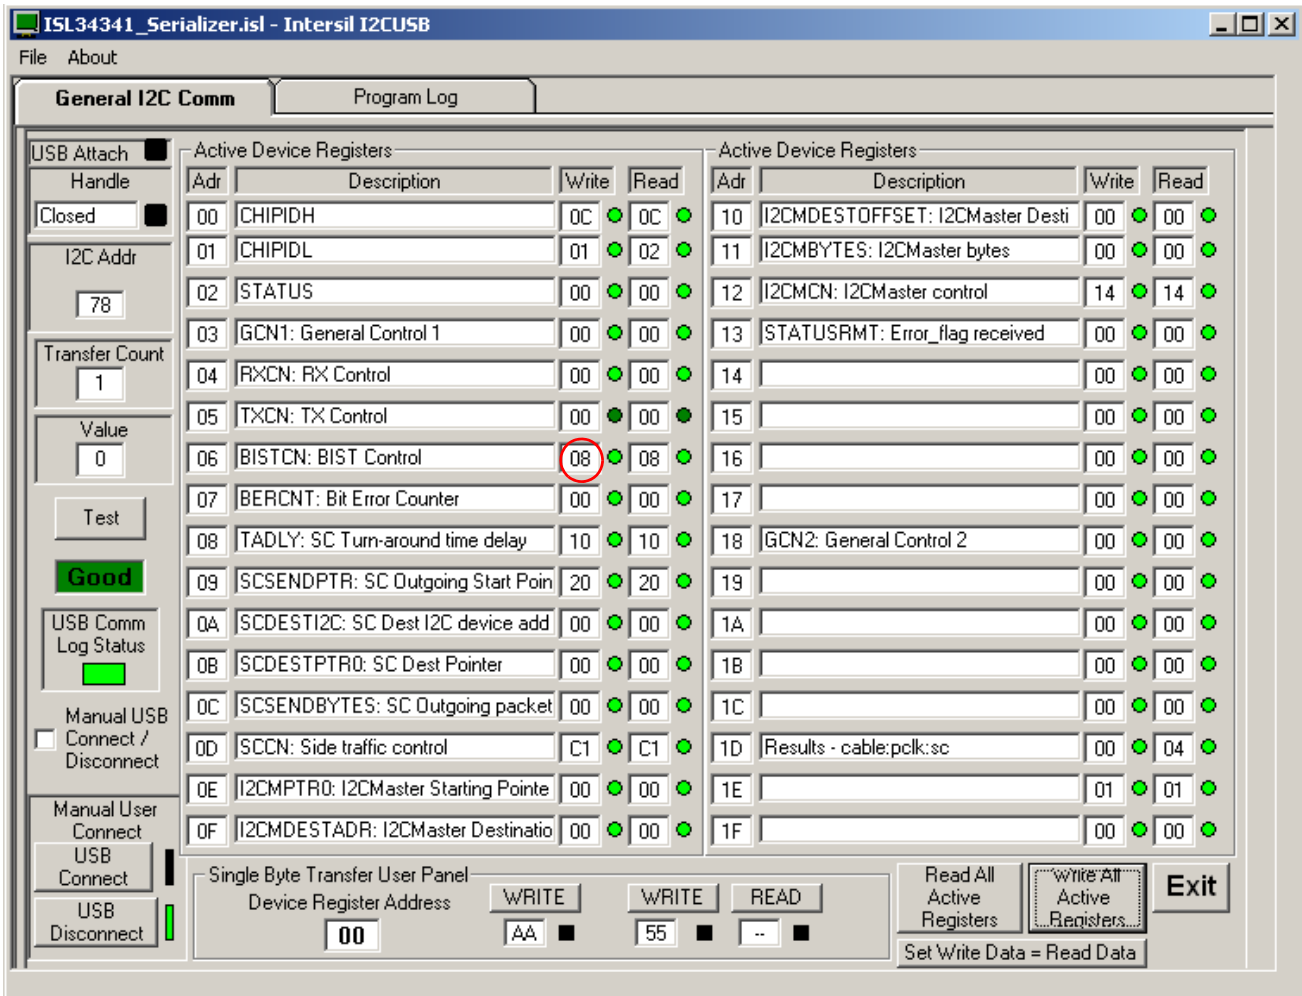 ISL34341_Serializer.isl - Intersil I2CUSB
File About
General I2C Comm Program Log
USB Attach
Handle
Closed
I2C Addr
78
Transfer Count
1
Value
0
Test
Good
USB Comm
Log Status
Manual USB
Connect /
Disconnect
Manual User
Connect
USB
Connect
USB
Disconnect
Active Device Registers
Adr Description Write Read
00 CHIPIDH 0C 0C
01 CHIPIDL 01 02
02 STATUS 00 00
03 GCN1: General Control 1 00 00
04 RXCN: RX Control 00 00
05 TXCN: TX Control 00 00
06 BISTCN: BIST Control 08 08
07 BERCNT: Bit Error Counter 00 00
08 TADLY: SC Turn-around time delay 10 10
09 SCSENDPTR: SC Outgoing Start Poin 20 20
0A SCDESTI2C: SC Dest I2C device add 00 00
0B SCDESTPTR0: SC Dest Pointer 00 00
0C SCSENDBYTES: SC Outgoing packet 00 00
0D SCCN: Side traffic control C1 C1
0E I2CMPTR0: I2CMaster Starting Pointe 00 00
0F I2CMDESTADR: I2CMaster Destinatio 00 00
Active Device Registers
Adr Description Write Read
10 I2CMDESTOFFSET: I2CMaster Desti 00 00
11 I2CMBYTES: I2CMaster bytes 00 00
12 I2CMCN: I2CMaster control 14 14
13 STATUSRMT: Error_flag received 00 00
14 00 00
15 00 00
16 00 00
17 00 00
18 GCN2: General Control 2 00 00
19 00 00
1A 00 00
1B 00 00
1C 00 00
1D Results - cable:pclk:sc 00 04
1E 01 01
1F 00 00
Single Byte Transfer User Panel
Device Register Address
00
WRITE
AA
WRITE
55
READ
--
Read All
Active
Registers
Write All
Active
Registers
Exit
Set Write Data = Read Data